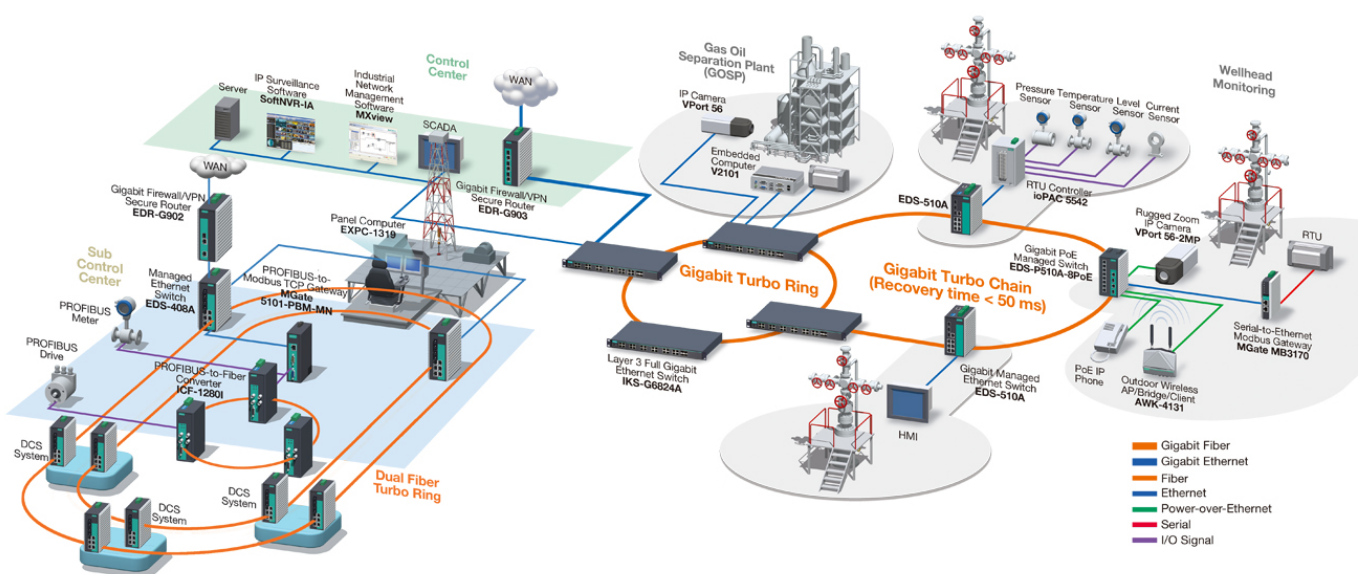 Control
Center
WAN
Server
IP Surveillance
Software
SoftNVR-IA
Industrial
Network
Management
Software
MXview
SCADA
WAN
Gigabit Firewall/VPN
Secure Router
EDR-G902
Gigabit Firewall/VPN
Secure Router
EDR-G903
Panel Computer
EXPC-1319
Sub
Control
Center
Managed
Ethernet
Switch
EDS-408A
PROFIBUS-to-
Modbus TCP Gateway
MGate
5101-PBM-MN
PROFIBUS
Meter
PROFIBUS
Drive
PROFIBUS-to-Fiber
Converter
ICF-1280I
DCS
System
DCS
System
DCS
System
Dual Fiber
Turbo Ring
Gas Oil
Separation Plant
(GOSP)
IP Camera
VPort 56
Embedded
Computer
V2101
Gigabit Turbo Ring
Layer 3 Full Gigabit
Ethernet Switch
IKS-G6824A
Gigabit Turbo Chain
(Recovery time < 50 ms)
EDS-510A
Pressure
Sensor
Temperature
Sensor
Level
Sensor
Current
Sensor
RTU Controller
ioPAC 5542
Wellhead
Monitoring
Rugged Zoom
IP Camera
VPort 56-2MP
RTU
Gigabit PoE
Managed Switch
EDS-P510A-8PoE
Serial-to-Ethernet
Modbus Gateway
MGate MB3170
PoE IP
Phone
Outdoor Wireless
AP/Bridge/Client
AWK-4131
Gigabit Managed
Ethernet Switch
EDS-510A
HMI
Gigabit Fiber
Gigabit Ethernet
Fiber
Ethernet
Power-over-Ethernet
Serial
I/O Signal